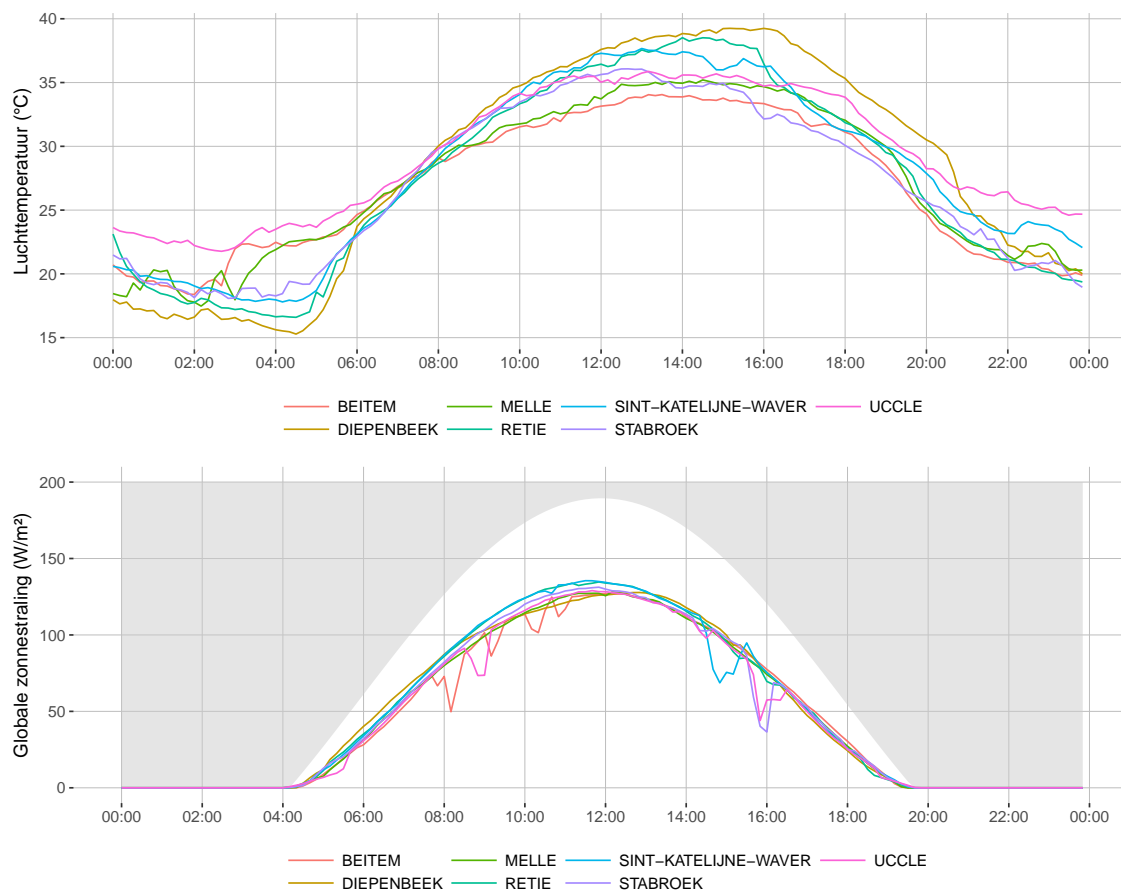 40
35
30
25
20
15
Luchttemperatuur (°C)
00:00 02:00 04:00 06:00 08:00 10:00 12:00 14:00 16:00 18:00 20:00 22:00 00:00
BEITEM MELLE SINT−KATELIJNE−WAVER UCCLE
DIEPENBEEK RETIE STABROEK
200
150
100
50
0
Globale zonnestraling (W/m²)
00:00 02:00 04:00 06:00 08:00 10:00 12:00 14:00 16:00 18:00 20:00 22:00 00:00
BEITEM MELLE SINT−KATELIJNE−WAVER UCCLE
DIEPENBEEK RETIE STABROEK